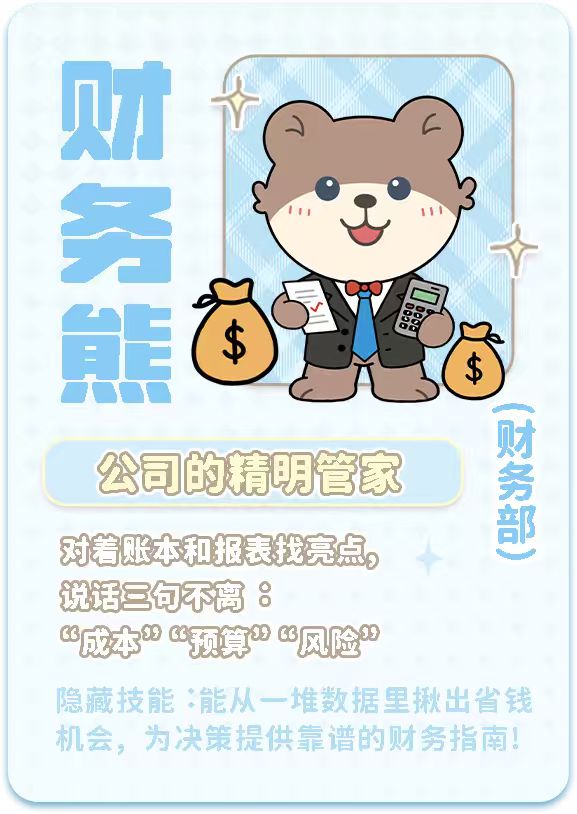 财务熊
(财务部)
$
$
公司的精明管家
对着账本和报表找亮点，
说话三句不离：
“成本”“预算”“风险”
隐藏技能：能从一堆数据里揪出省钱
机会，为决策提供靠谱的财务指南!